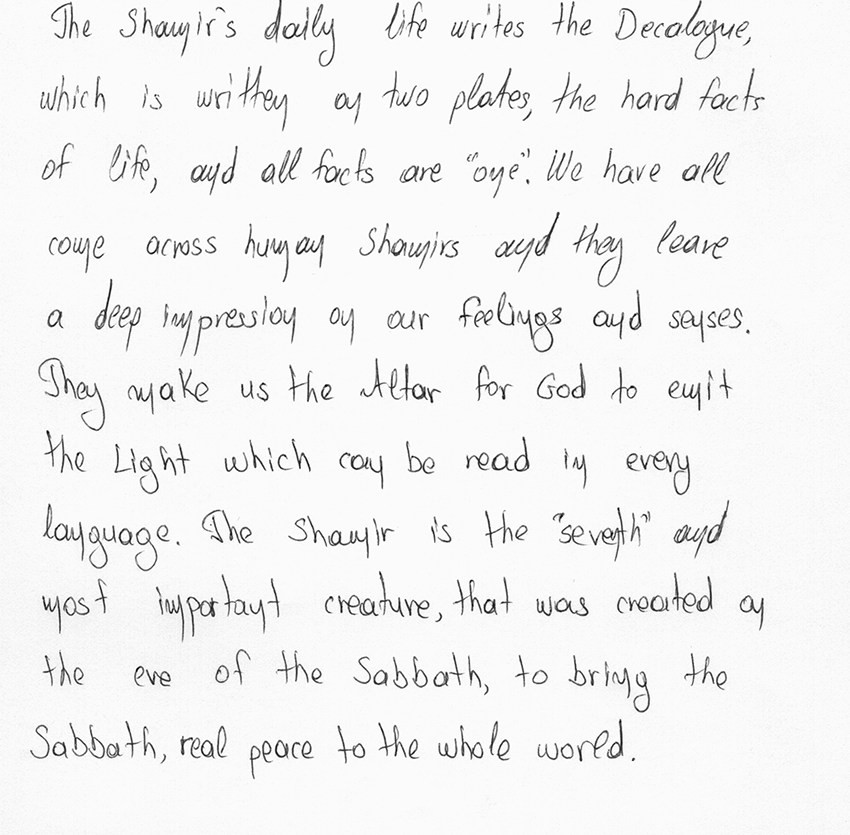 The Shamir's daily life writes the Decalogue,
which is written on two plates, the hard facts
of life, and all facts are "one". We have all
come across human Shamirs and they leave
a deep impression on our feelings and senses.
They make us the Altar for God to emit
the Light which can be read in every
language. The Shamir is the "seventh" and
most important creature, that was created on
the eve of the Sabbath, to bring the
Sabbath, real peace to the whole world.